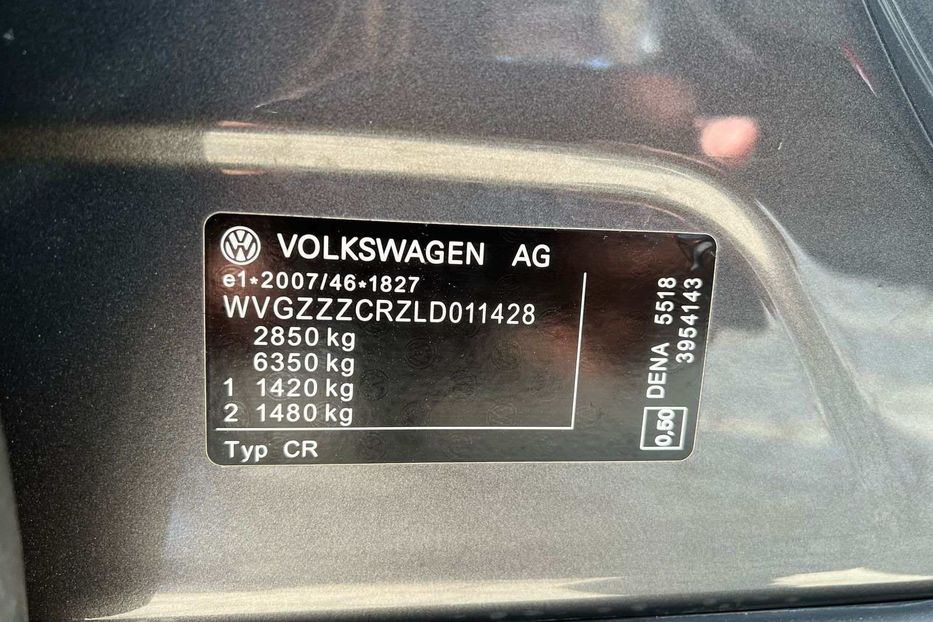 VOLKSWAGEN AG
e1*2007/46*1827
WVGZZZCRZLD011428
2850 kg
6350 kg
1 1420 kg
2 1480 kg
Typ CR
0,50 DENA 5518
3954143